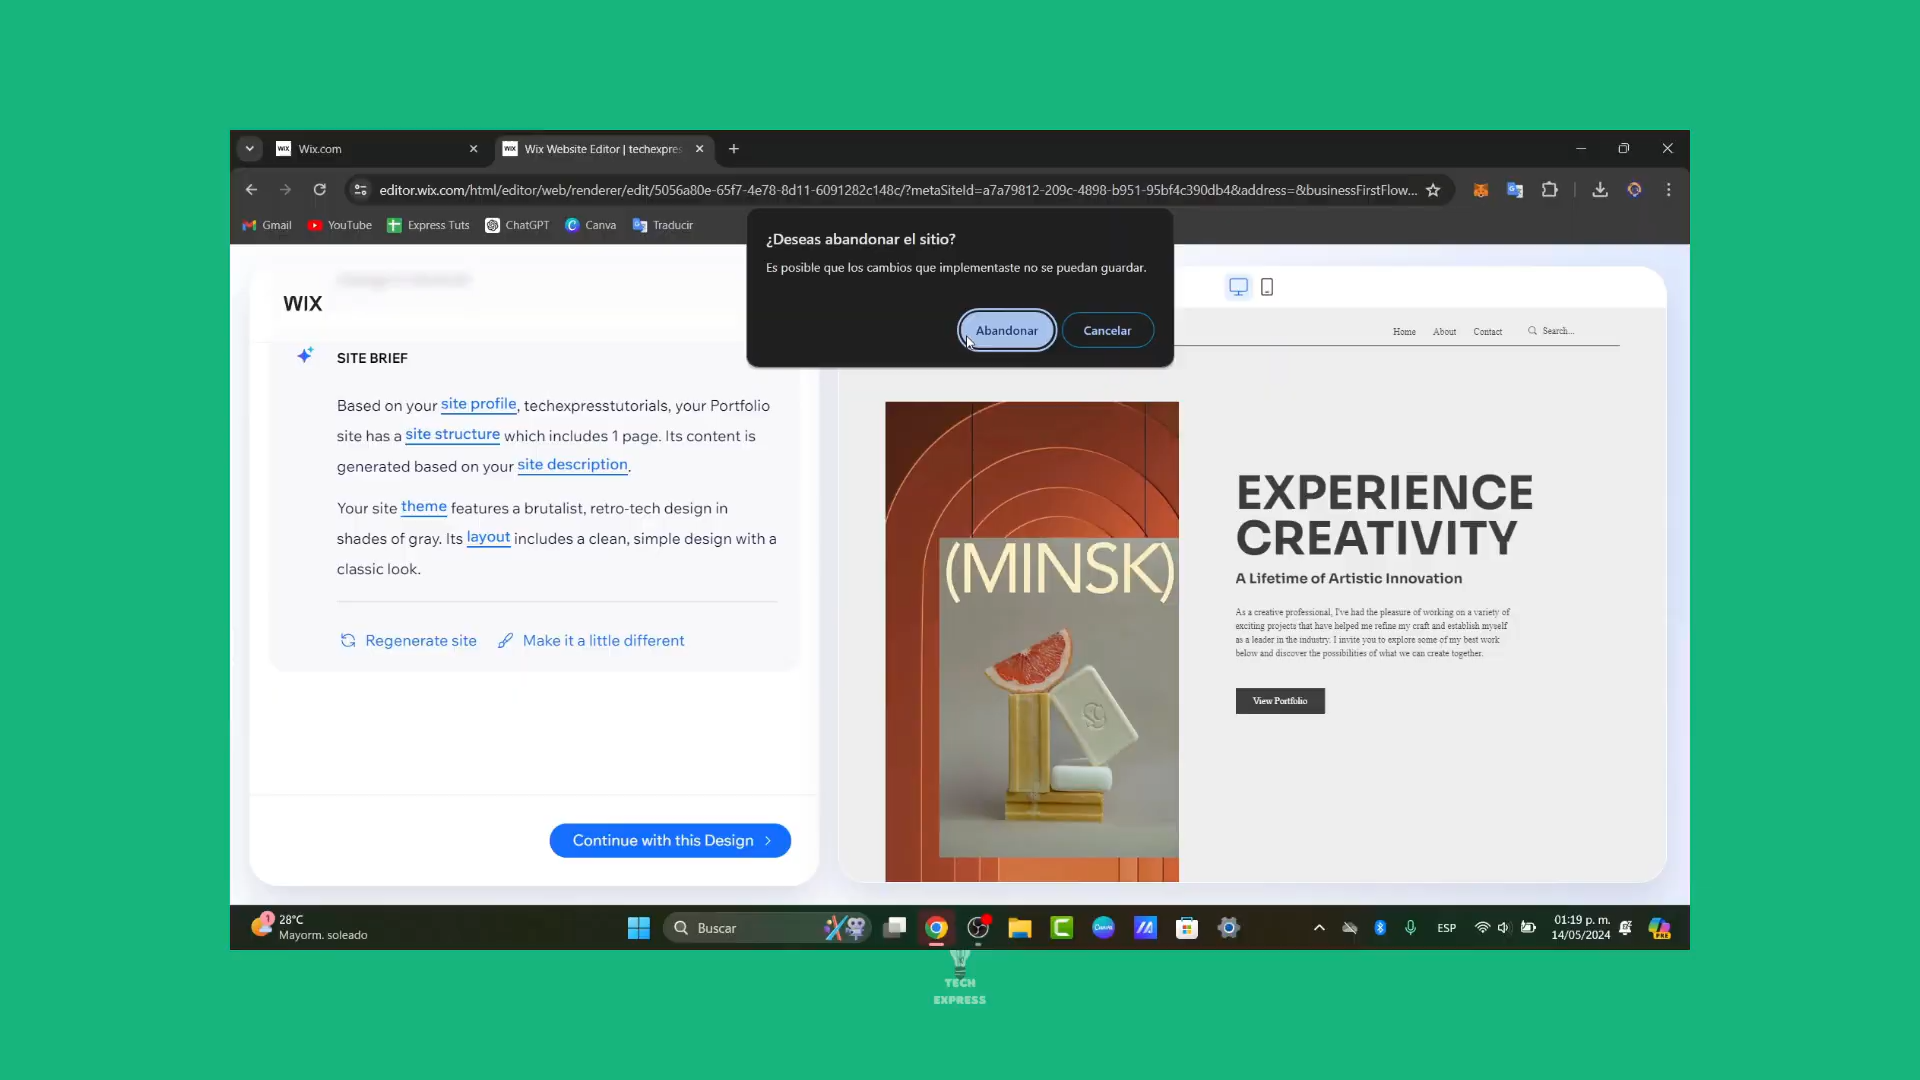 Wix.com
Wix Website Editor | techexpres
editor.wix.com/html/editor/web/renderer/edit/5056a80e-65f7-4e78-8d11-6091282c148c/?metaSiteId=a7a79812-209c-4898-b951-95bf4c390db4&address=&businessFirstFlow...
Gmail
YouTube
Express Tuts
ChatGPT
Canva
Traducir
¿Deseas abandonar el sitio?
Es posible que los cambios que implementaste no se puedan guardar.
Abandonar
Cancelar
WIX
SITE BRIEF
Based on your site profile, techexpresstutorials, your Portfolio
site has a site structure which includes 1 page. Its content is
generated based on your site description.
Your site theme features a brutalist, retro-tech design in
shades of gray. Its layout includes a clean, simple design with a
classic look.
Regenerate site
Make it a little different
Continue with this Design
Home
About
Contact
Search...
(MINSK)
EXPERIENCE
CREATIVITY
A Lifetime of Artistic Innovation
As a creative professional, I've had the pleasure of working on a variety of
exciting projects that have helped me refine my craft and establish myself
as a leader in the industry. I invite you to explore some of my best work
below and discover the possibilities of what we can create together.
View Portfolio
1
28°C
Mayorm. soleado
Buscar
ESP
01:19 p. m.
14/05/2024
TECH
EXPRESS